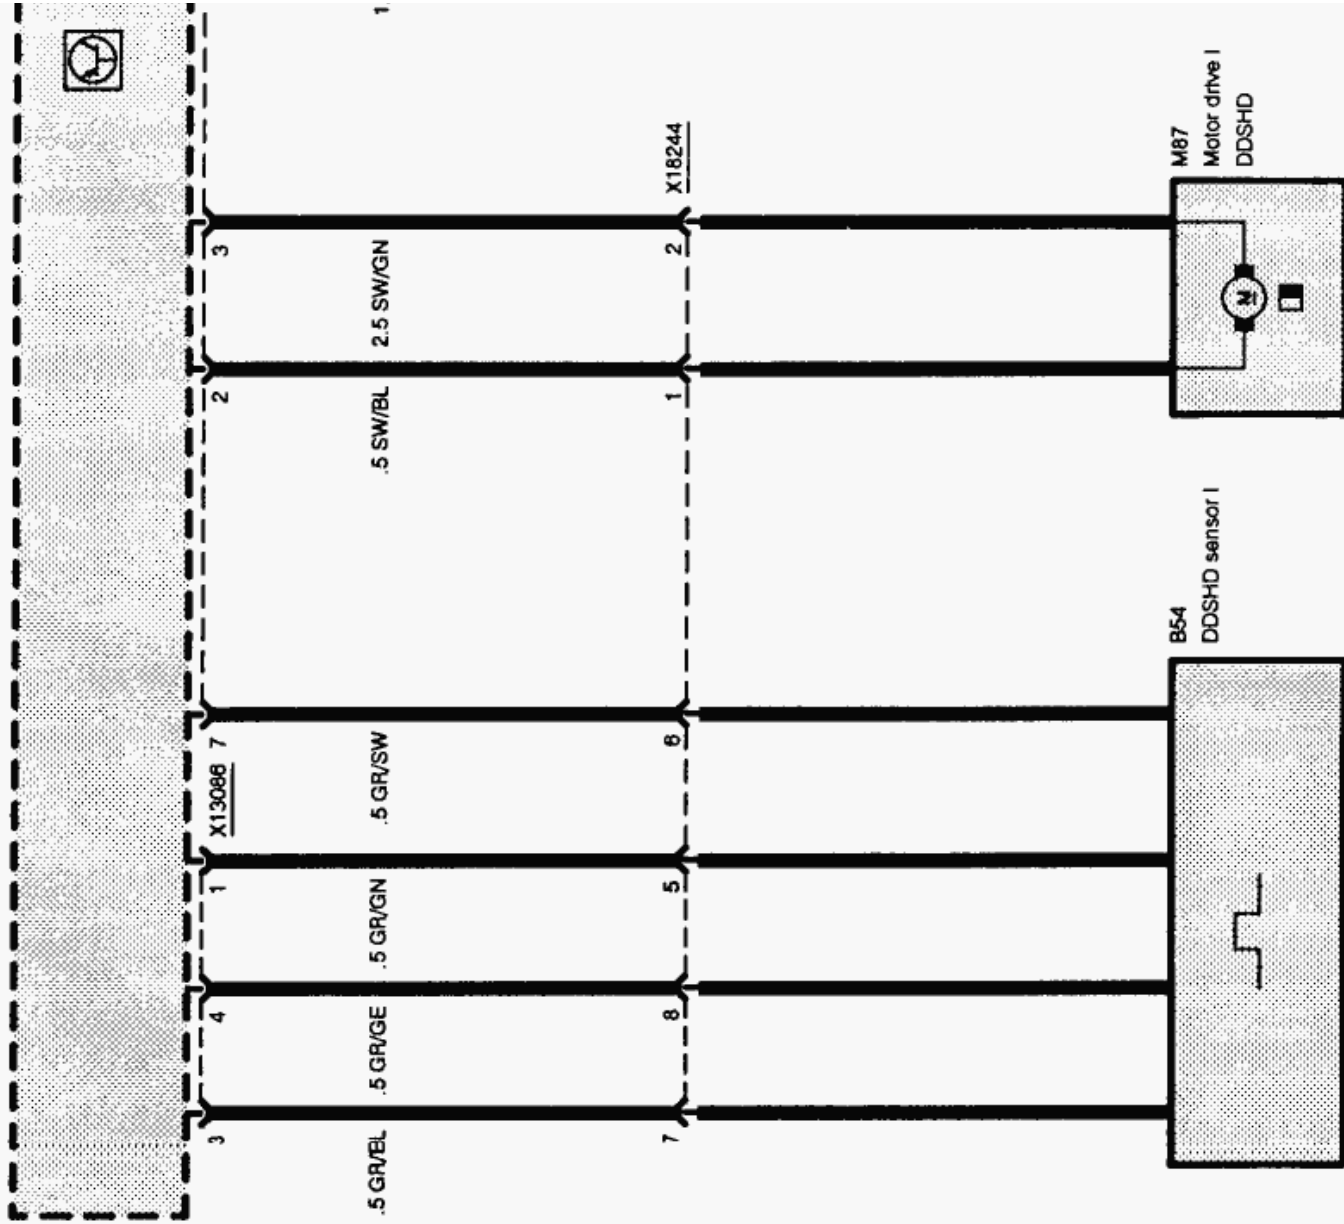 1
X18244
M87
Motor drive I
DDSHD
3
2.5 SW/GN
2
2
.5 SW/BL
1
B54
DDSHD sensor I
X13086 7
.5 GR/SW
6
1
.5 GR/GN
5
4
.5 GR/GE
8
3
.5 GR/BL
7
M